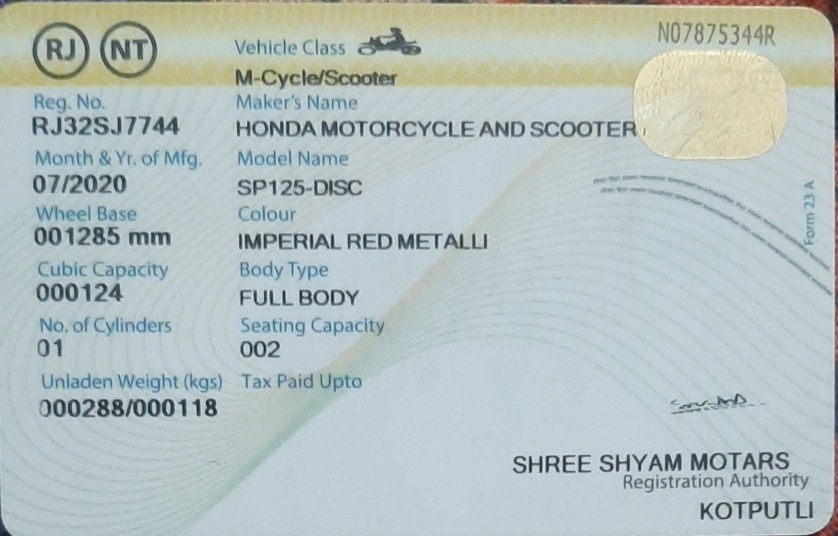 RJ NT
Vehicle Class
N07875344R
M-Cycle/Scooter
Reg. No.
Maker's Name
RJ32SJ7744
HONDA MOTORCYCLE AND SCOOTER
Month & Yr. of Mfg.
Model Name
07/2020
SP125-DISC
Wheel Base
Colour
001285 mm
IMPERIAL RED METALLI
Cubic Capacity
Body Type
000124
FULL BODY
No. of Cylinders
Seating Capacity
01
002
Unladen Weight (kgs)
Tax Paid Upto
000288/000118
Form 23 A
SHREE SHYAM MOTARS
Registration Authority
KOTPUTLI